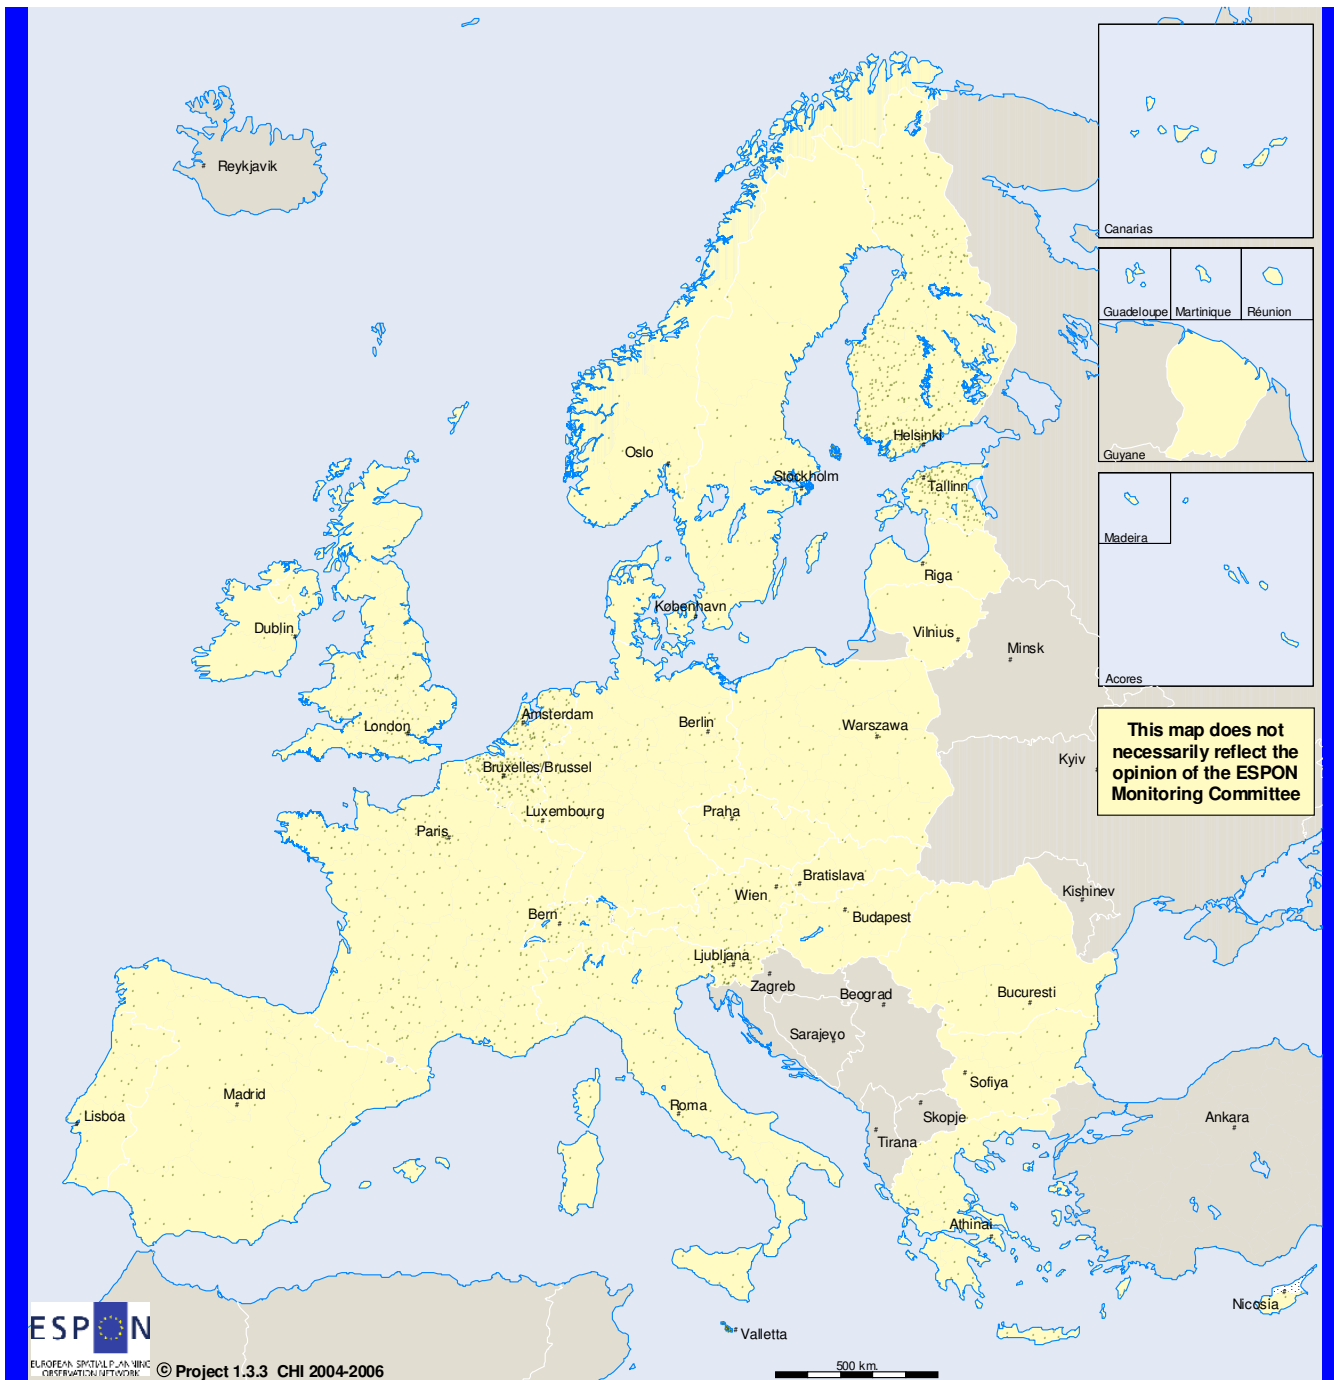 Reykjavik
Canarias
Guadeloupe
Martinique
Réunion
Guyane
Oslo
Helsinki
Stockholm
Tallinn
Madeira
Riga
København
Dublin
Vilnius
Minsk
Acores
Amsterdam
London
Berlin
Warszawa
This map does not
necessarily reflect the
opinion of the ESPON
Monitoring Committee
Kyiv
Bruxelles/Brussel
Luxembourg
Praha
Paris
Bratislava
Wien
Kishinev
Bern
Budapest
Ljubljana
Zagreb
Beograd
Bucuresti
Sarajevo
Sofiya
Madrid
Roma
Lisboa
Skopje
Ankara
Tirana
Athinai
Nicosia
Valletta
ESPON
EUROPEAN SPATIAL PLANNING
OBSERVATION NETWORK
© Project 1.3.3 CHI 2004-2006
500 km.